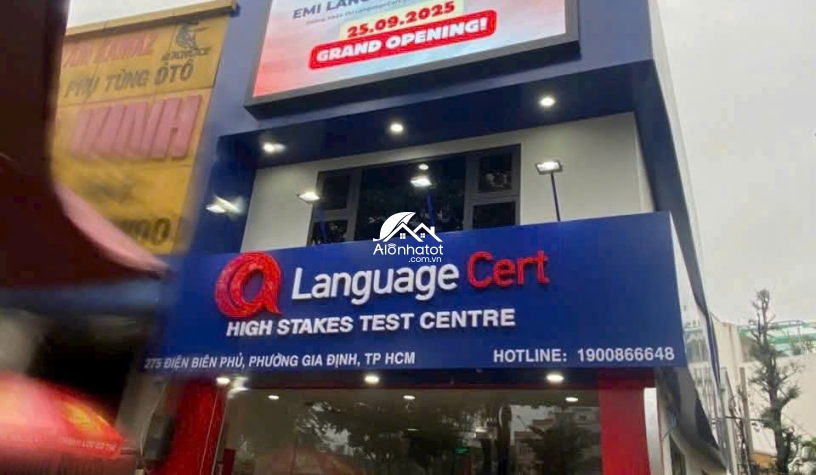 EMI LANG
25.09.2025
GRAND OPENING!
PHỤ TÙNG ÔTÔ
Alônhatot
.com.vn
Language Cert
HIGH STAKES TEST CENTRE
275 ĐIỆN BIÊN PHỦ, PHƯỜNG GIA ĐỊNH, TP HCM
HOTLINE: 1900866648